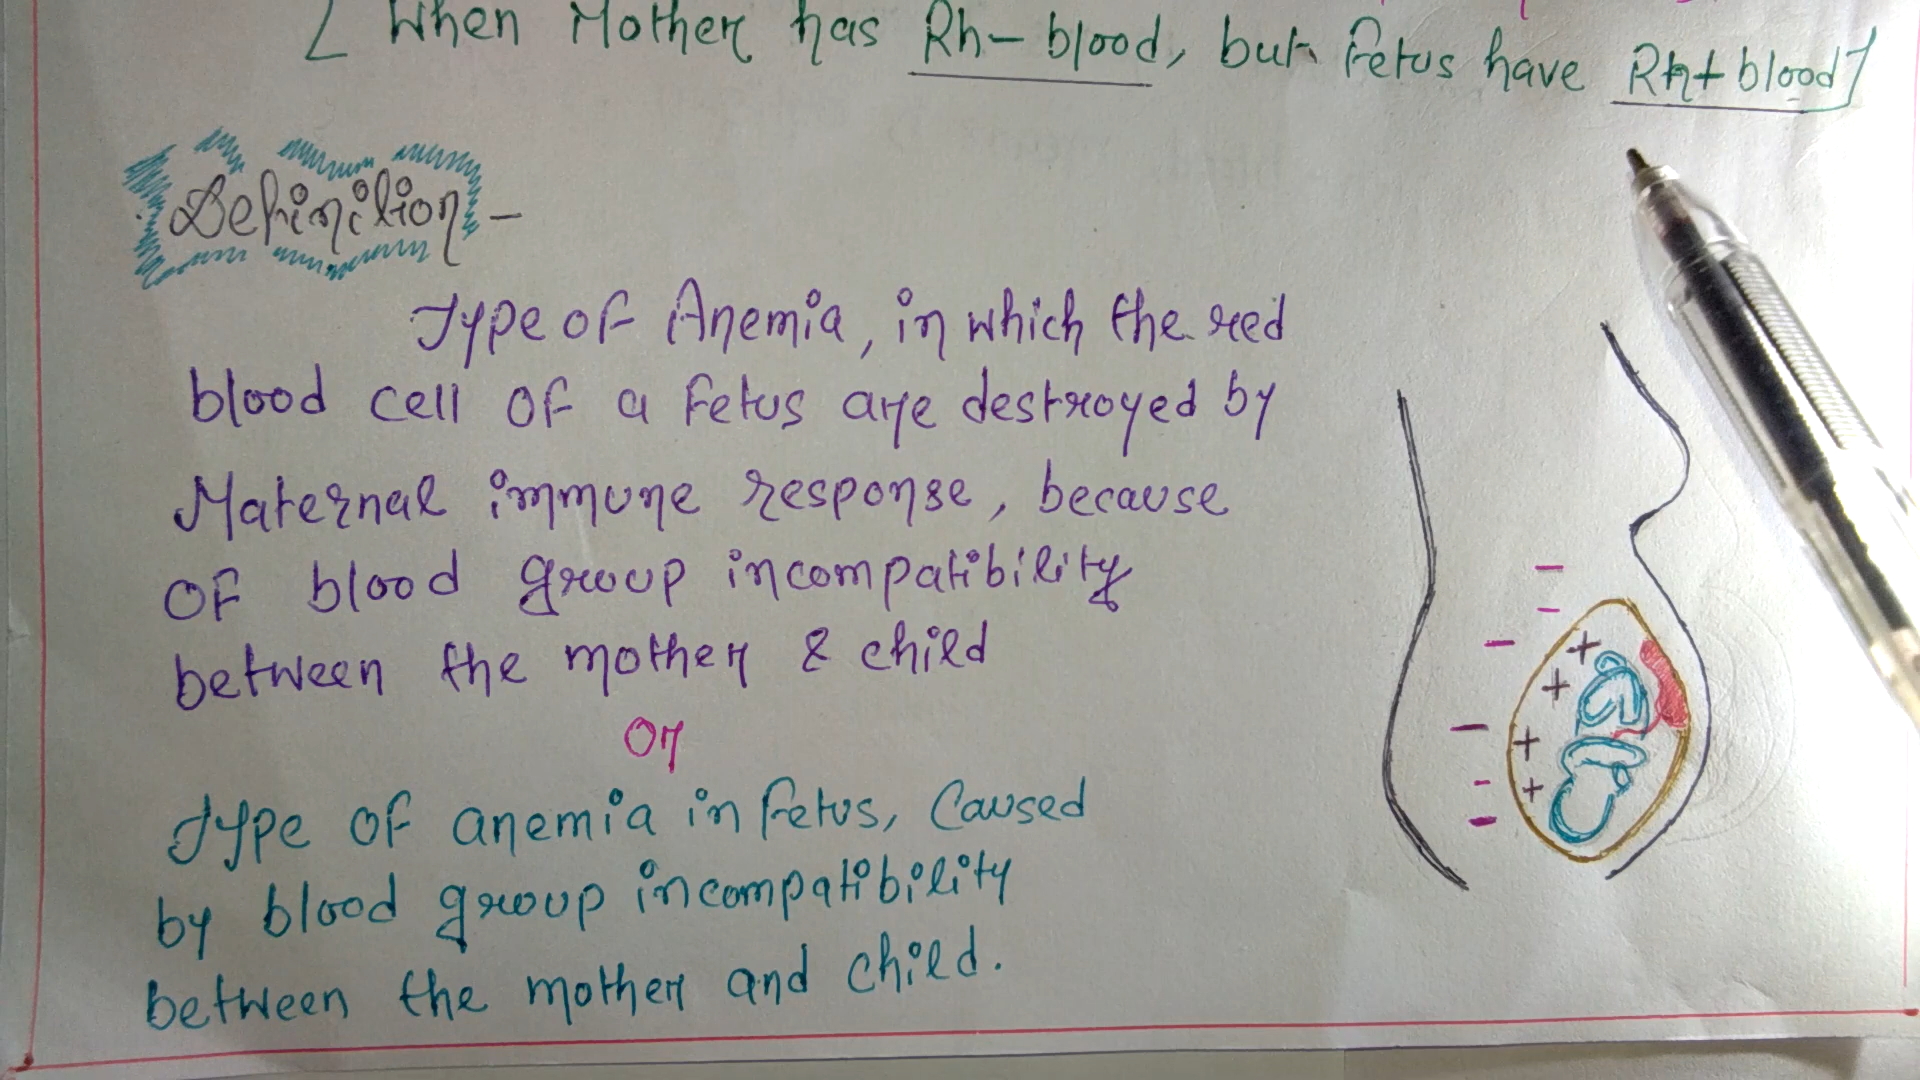 [ When Mother has Rh- blood, but Fetus have Rh+ blood]
Definition -
Type of Anemia, in which the red
blood cell of a Fetus are destroyed by
Maternal immune response, because
of blood group incompatibility
between the mother & child
or
Type of anemia in Fetus, Caused
by blood group incompatibility
between the mother and child.